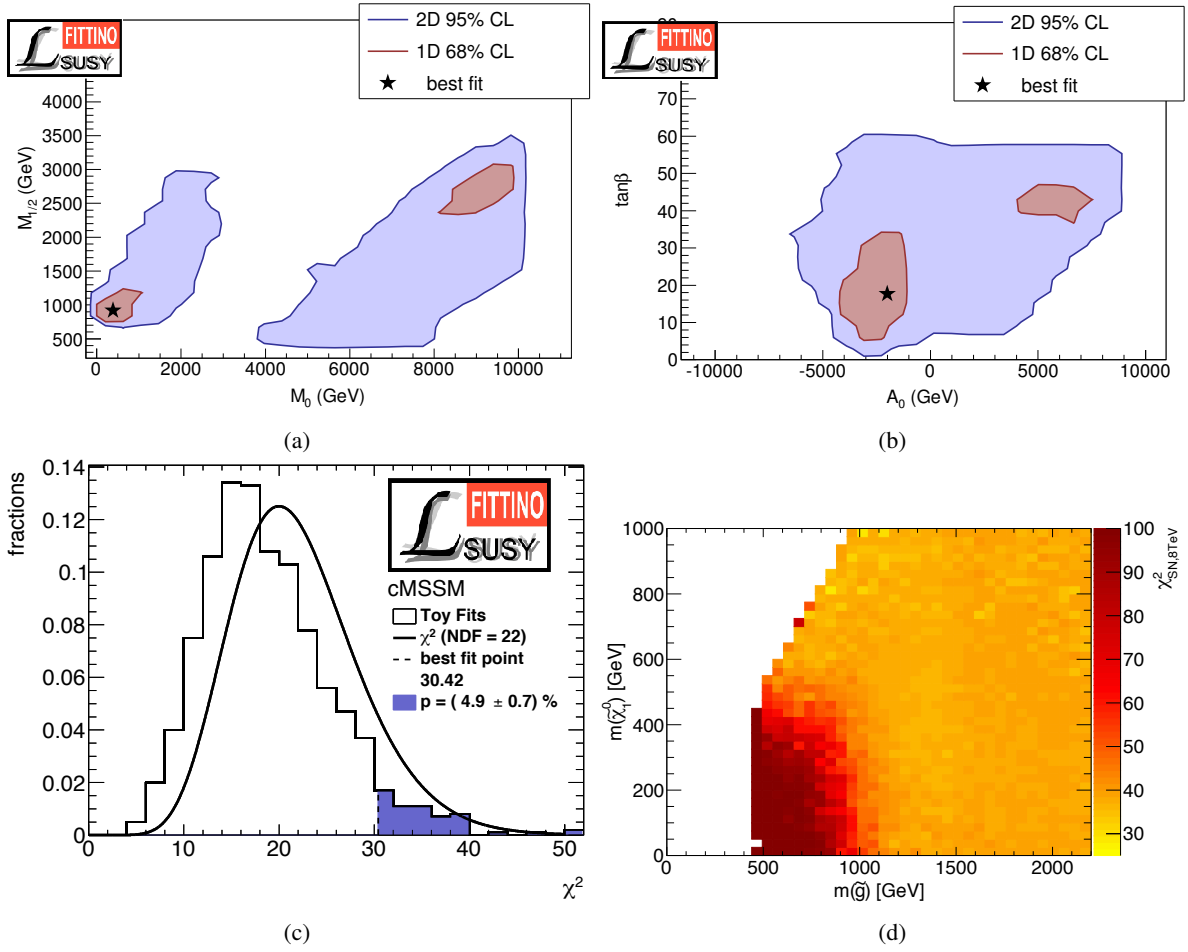 FITTINO
SUSY
2D 95% CL
1D 68% CL
best fit
4000
3500
3000
2500
2000
1500
1000
500
M1/2 (GeV)
0 2000 4000 6000 8000 10000
M0 (GeV)
(a)
FITTINO
SUSY
2D 95% CL
1D 68% CL
best fit
70
60
50
40
30
20
10
0
tanβ
-10000 -5000 0 5000 10000
A0 (GeV)
(b)
fractions
0.14
0.12
0.1
0.08
0.06
0.04
0.02
0
FITTINO
SUSY
cMSSM
Toy Fits
χ² (NDF = 22)
best fit point
30.42
p = ( 4.9 ± 0.7) %
0 10 20 30 40 50
χ²
(c)
m(χ̃₁⁰) [GeV]
1000
800
600
400
200
0
0 500 1000 1500 2000
m(g̃) [GeV]
100
90
80
70
60
50
40
30
χ²SN,8TeV
(d)